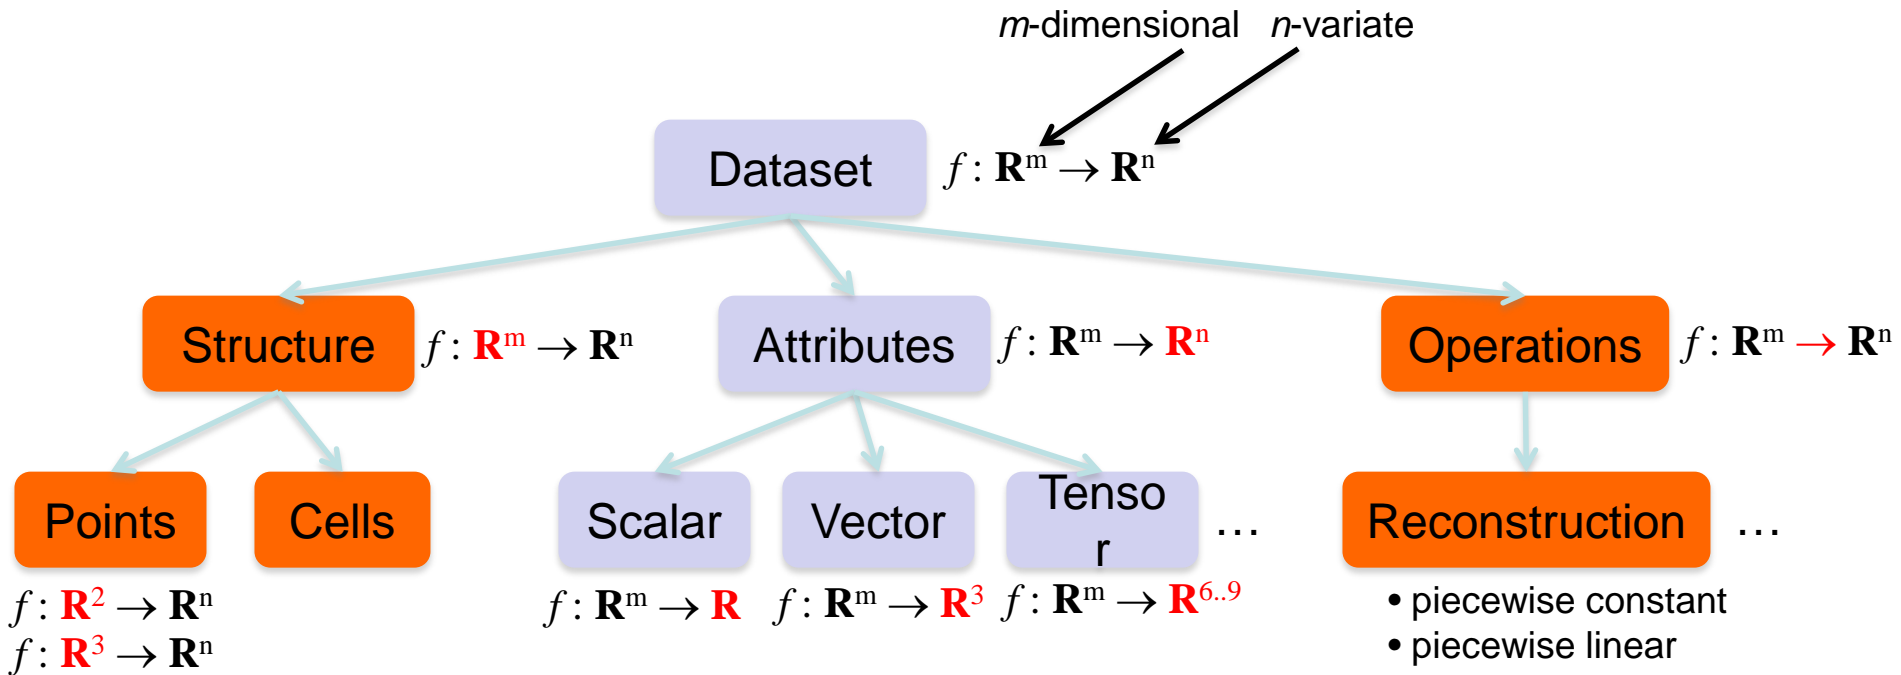 m-dimensional n-variate
Dataset f : Rᵐ → Rⁿ
Structure f : Rᵐ → Rⁿ
Attributes f : Rᵐ → Rⁿ
Operations f : Rᵐ → Rⁿ
Points
Cells
Scalar
Vector
Tenso
r
…
Reconstruction
…
f : R² → Rⁿ
f : R³ → Rⁿ
f : Rᵐ → R
f : Rᵐ → R³
f : Rᵐ → R⁶··⁹
• piecewise constant
• piecewise linear